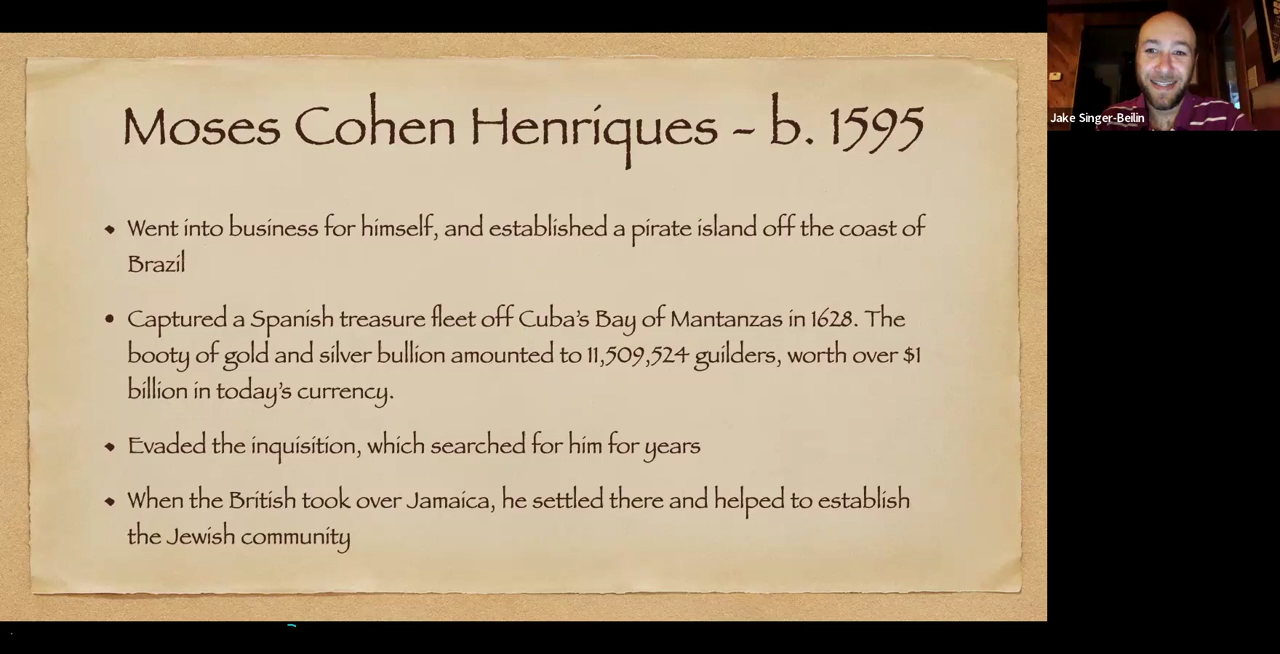 Moses Cohen Henriques - b. 1595
Went into business for himself, and established a pirate island off the coast of
Brazil
Captured a Spanish treasure fleet off Cuba's Bay of Mantanzas in 1628. The
booty of gold and silver bullion amounted to 11,509,524 guilders, worth over $1
billion in today's currency.
Evaded the inquisition, which searched for him for years
When the British took over Jamaica, he settled there and helped to establish
the Jewish community
Jake Singer-Beilin